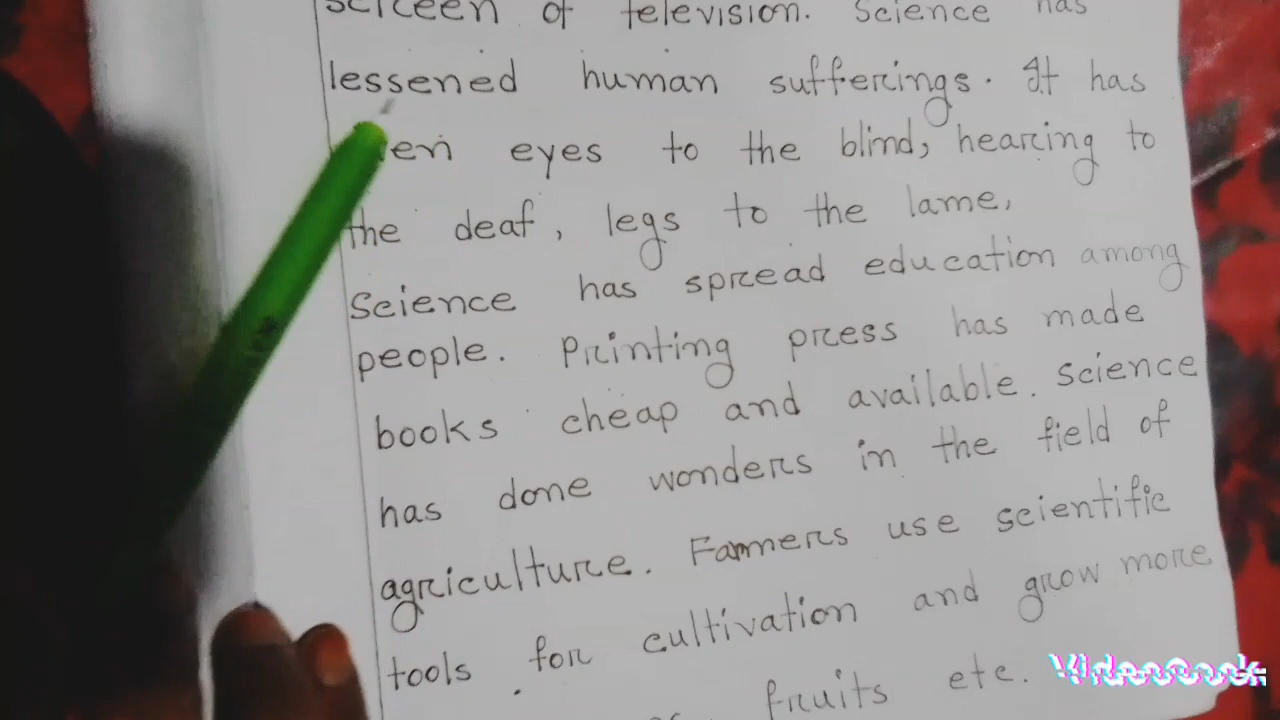 screen of television. Science has
lessened human sufferings. It has
eyes to the blind, hearing to
the deaf, legs to the lame,
Science has spread education among
people. Printing press has made
books cheap and available. Science
has done wonders in the field of
agriculture. Farmers use scientific
tools for cultivation and grow more
fruits etc.
VideoCook